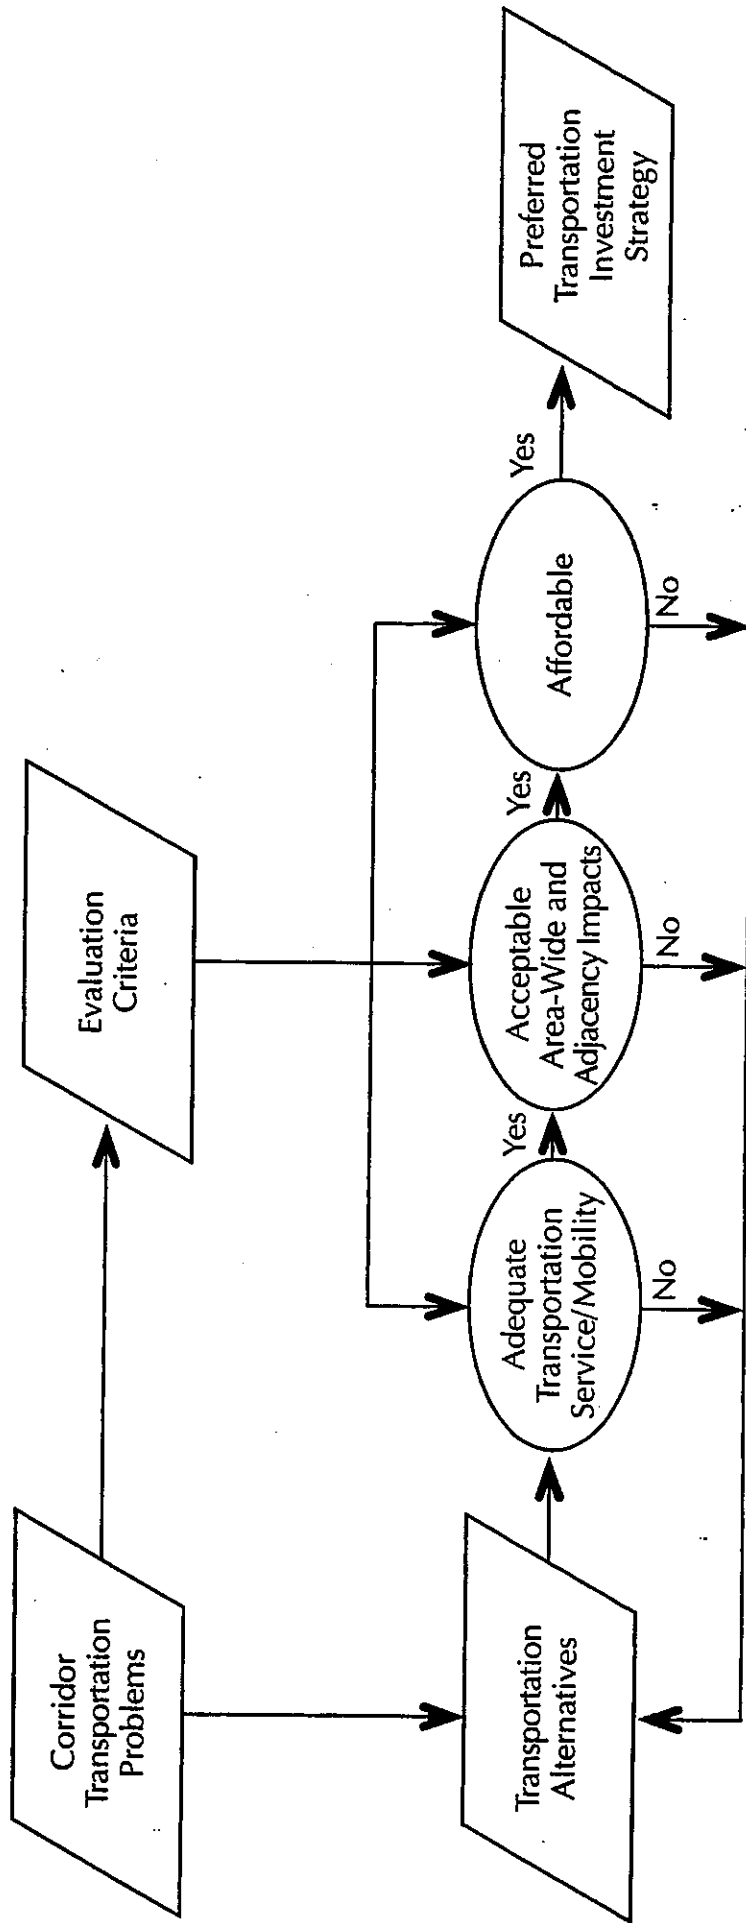 Corridor
Transportation
Problems
Evaluation
Criteria
Transportation
Alternatives
Adequate
Transportation
Service/Mobility
Yes
No
Acceptable
Area-Wide and
Adjacency Impacts
Yes
No
Affordable
Yes
No
Preferred
Transportation
Investment
Strategy